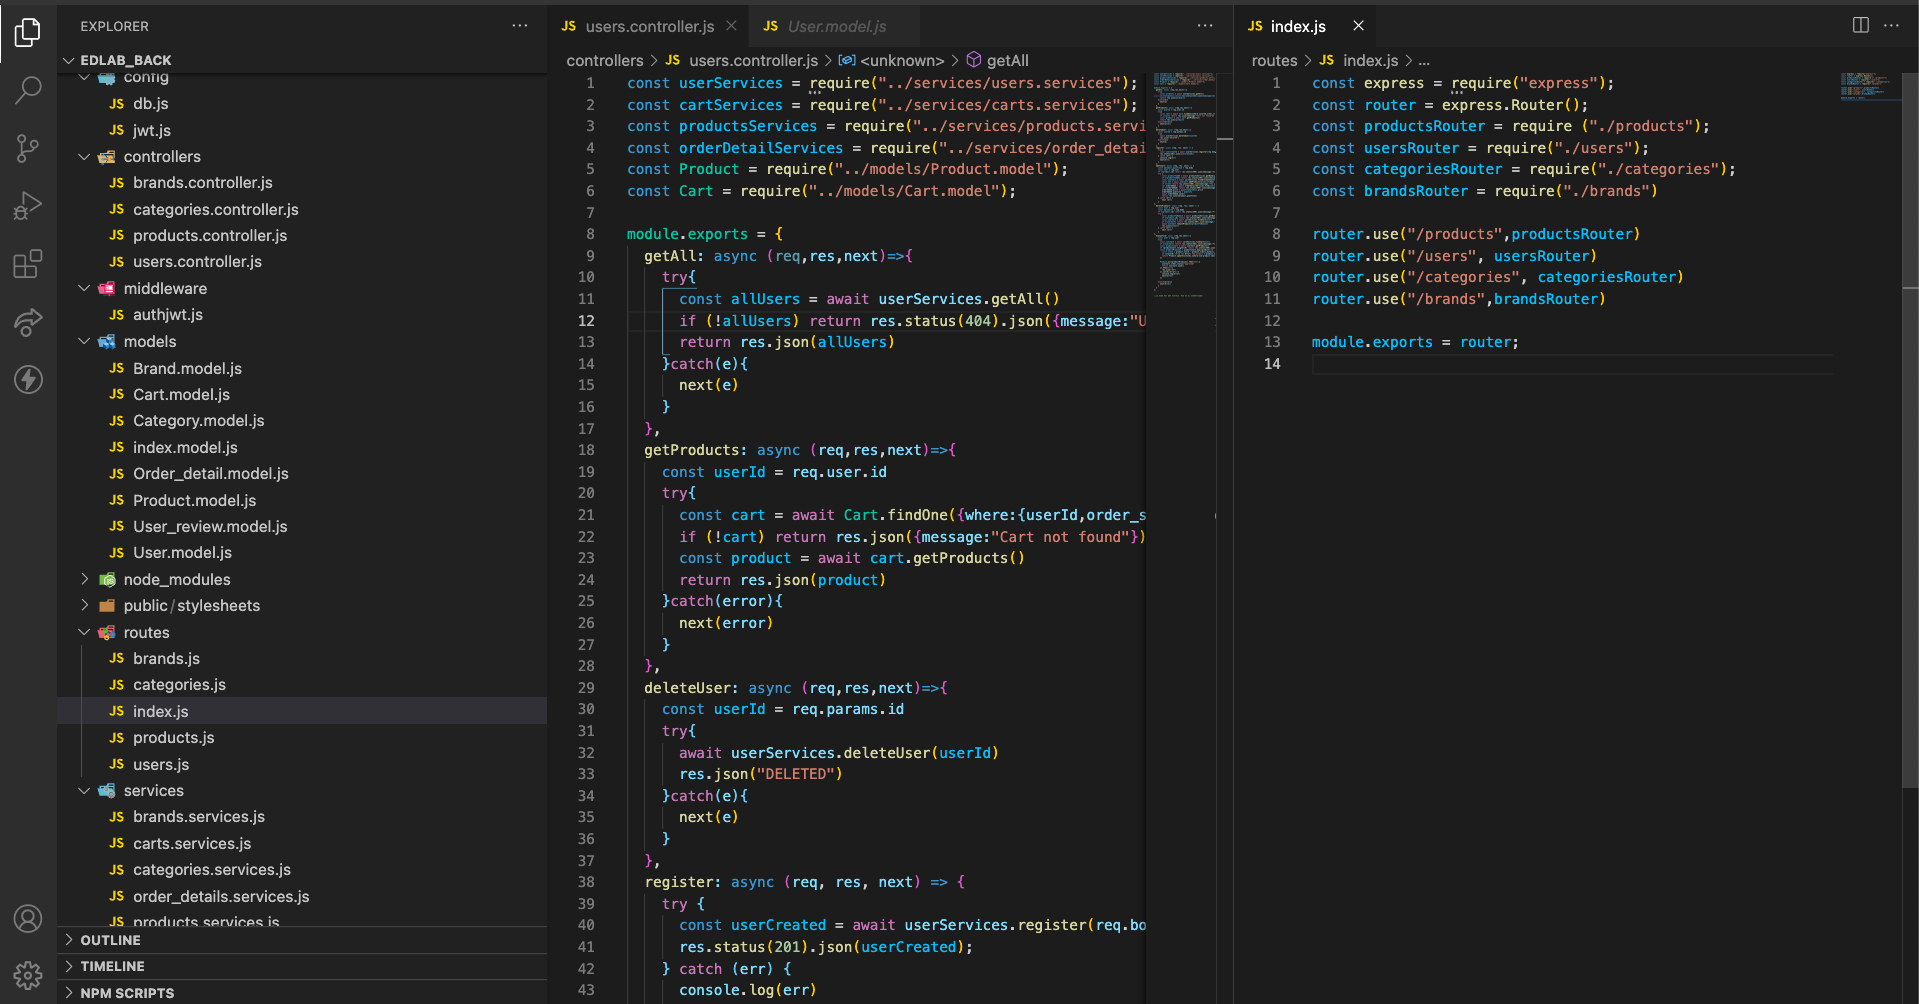 EXPLORER
EDLAB_BACK
config
JS db.js
JS jwt.js
controllers
JS brands.controller.js
JS categories.controller.js
JS products.controller.js
JS users.controller.js
middleware
JS authjwt.js
models
JS Brand.model.js
JS Cart.model.js
JS Category.model.js
JS index.model.js
JS Order_detail.model.js
JS Product.model.js
JS User_review.model.js
JS User.model.js
node_modules
public / stylesheets
routes
JS brands.js
JS categories.js
JS index.js
JS products.js
JS users.js
services
JS brands.services.js
JS carts.services.js
JS categories.services.js
JS order_details.services.js
JS products.services.js
OUTLINE
TIMELINE
NPM SCRIPTS
JS users.controller.js
JS User.model.js
controllers > JS users.controller.js > <unknown> > getAll
1 const userServices = require("../services/users.services");
2 const cartServices = require("../services/carts.services");
3 const productsServices = require("../services/products.servi
4 const orderDetailServices = require("../services/order_detai
5 const Product = require("../models/Product.model");
6 const Cart = require("../models/Cart.model");
7
8 module.exports = {
9 getAll: async (req,res,next)=>{
10 try{
11 const allUsers = await userServices.getAll()
12 if (!allUsers) return res.status(404).json({message:"U
13 return res.json(allUsers)
14 }catch(e){
15 next(e)
16 }
17 },
18 getProducts: async (req,res,next)=>{
19 const userId = req.user.id
20 try{
21 const cart = await Cart.findOne({where:{userId,order_s
22 if (!cart) return res.json({message:"Cart not found"})
23 const product = await cart.getProducts()
24 return res.json(product)
25 }catch(error){
26 next(error)
27 }
28 },
29 deleteUser: async (req,res,next)=>{
30 const userId = req.params.id
31 try{
32 await userServices.deleteUser(userId)
33 res.json("DELETED")
34 }catch(e){
35 next(e)
36 }
37 },
38 register: async (req, res, next) => {
39 try {
40 const userCreated = await userServices.register(req.bo
41 res.status(201).json(userCreated);
42 } catch (err) {
43 console.log(err)
JS index.js
routes > JS index.js > ...
1 const express = require("express");
2 const router = express.Router();
3 const productsRouter = require ("./products");
4 const usersRouter = require("./users");
5 const categoriesRouter = require("./categories");
6 const brandsRouter = require("./brands")
7
8 router.use("/products",productsRouter)
9 router.use("/users", usersRouter)
10 router.use("/categories", categoriesRouter)
11 router.use("/brands",brandsRouter)
12
13 module.exports = router;
14